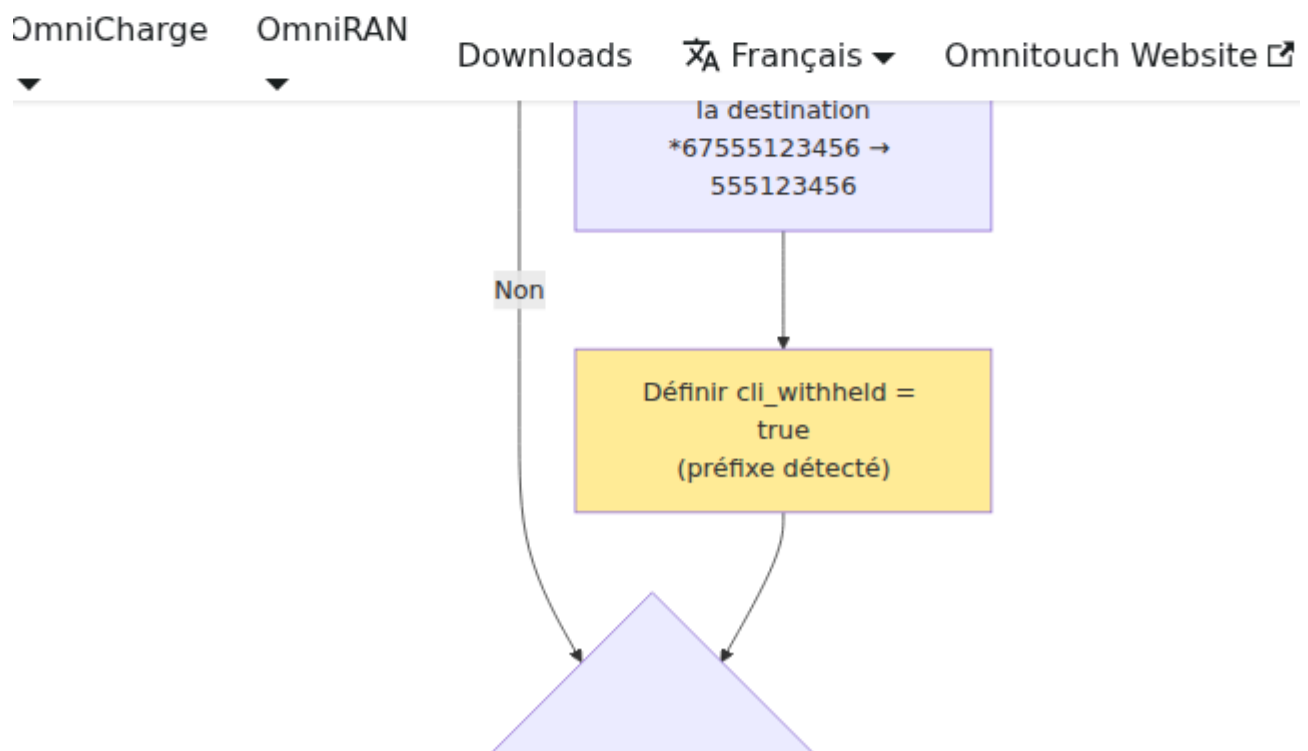 OmniCharge
OmniRAN
Downloads
Français
Omnitouch Website
la destination
*67555123456 →
555123456
Non
Définir cli_withheld =
true
(préfixe détecté)